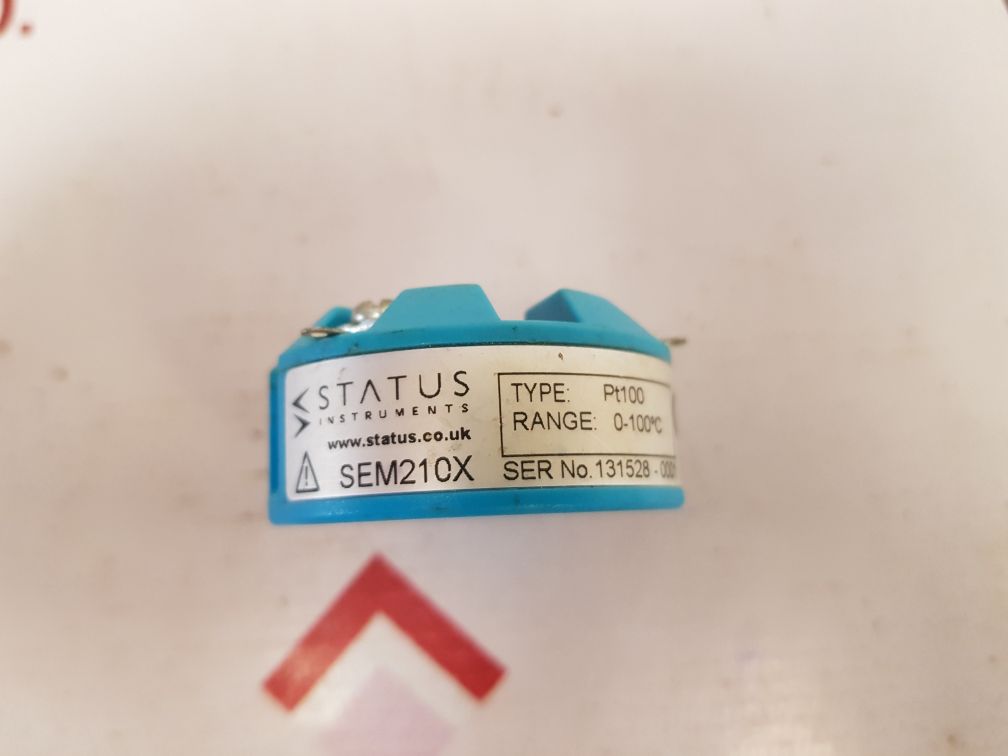 STATUS
INSTRUMENTS
www.status.co.uk
SEM210X
TYPE: Pt100
RANGE: 0-100°C
SER No. 131528 -